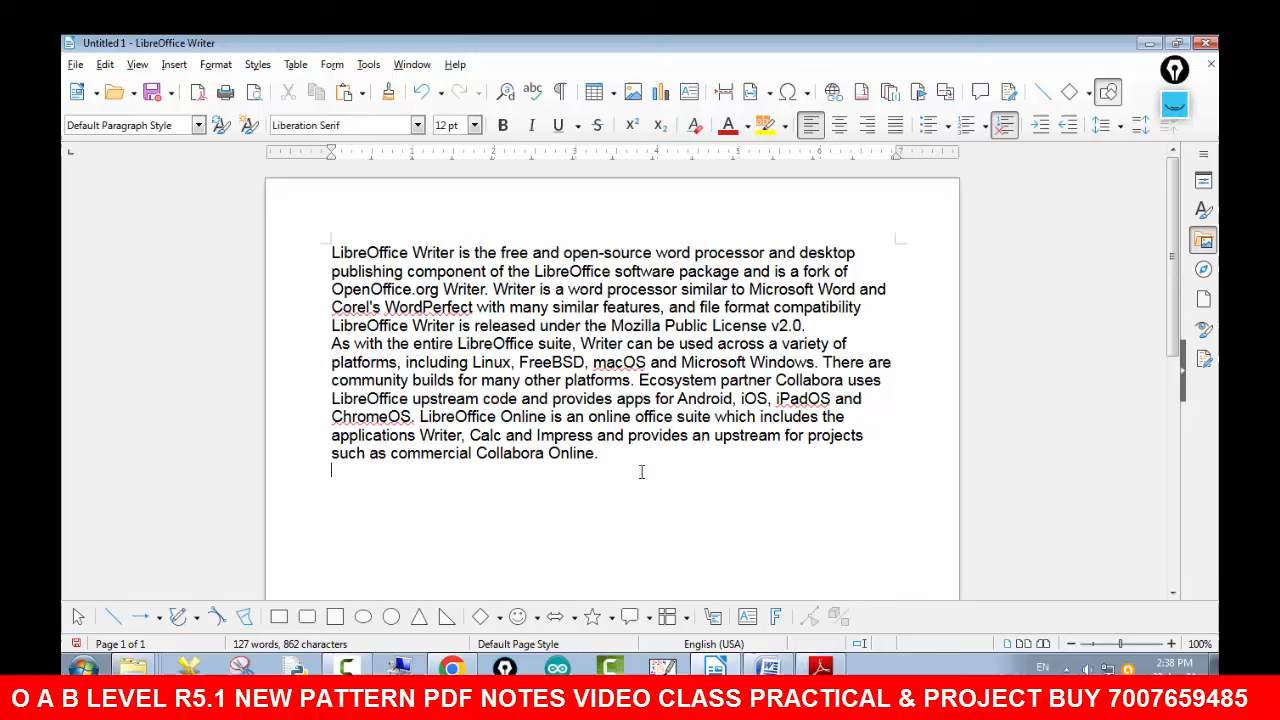 Untitled 1 - LibreOffice Writer
File Edit View Insert Format Styles Table Form Tools Window Help
Default Paragraph Style Liberation Serif 12 pt
LibreOffice Writer is the free and open-source word processor and desktop
publishing component of the LibreOffice software package and is a fork of
OpenOffice.org Writer. Writer is a word processor similar to Microsoft Word and
Corel's WordPerfect with many similar features, and file format compatibility
LibreOffice Writer is released under the Mozilla Public License v2.0.
As with the entire LibreOffice suite, Writer can be used across a variety of
platforms, including Linux, FreeBSD, macOS and Microsoft Windows. There are
community builds for many other platforms. Ecosystem partner Collabora uses
LibreOffice upstream code and provides apps for Android, iOS, iPadOS and
ChromeOS. LibreOffice Online is an online office suite which includes the
applications Writer, Calc and Impress and provides an upstream for projects
such as commercial Collabora Online.
Page 1 of 1 127 words, 862 characters Default Page Style English (USA) 100%
EN 2:38 PM
O A B LEVEL R5.1 NEW PATTERN PDF NOTES VIDEO CLASS PRACTICAL & PROJECT BUY 7007659485